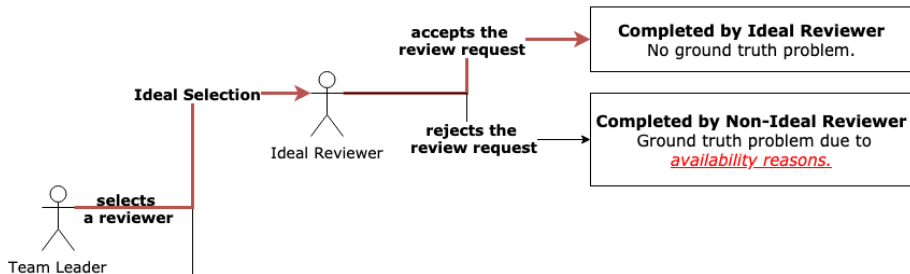 accepts the
review request
Completed by Ideal Reviewer
No ground truth problem.
Ideal Selection
Ideal Reviewer
rejects the
review request
Completed by Non-Ideal Reviewer
Ground truth problem due to
availability reasons.
selects
a reviewer
Team Leader